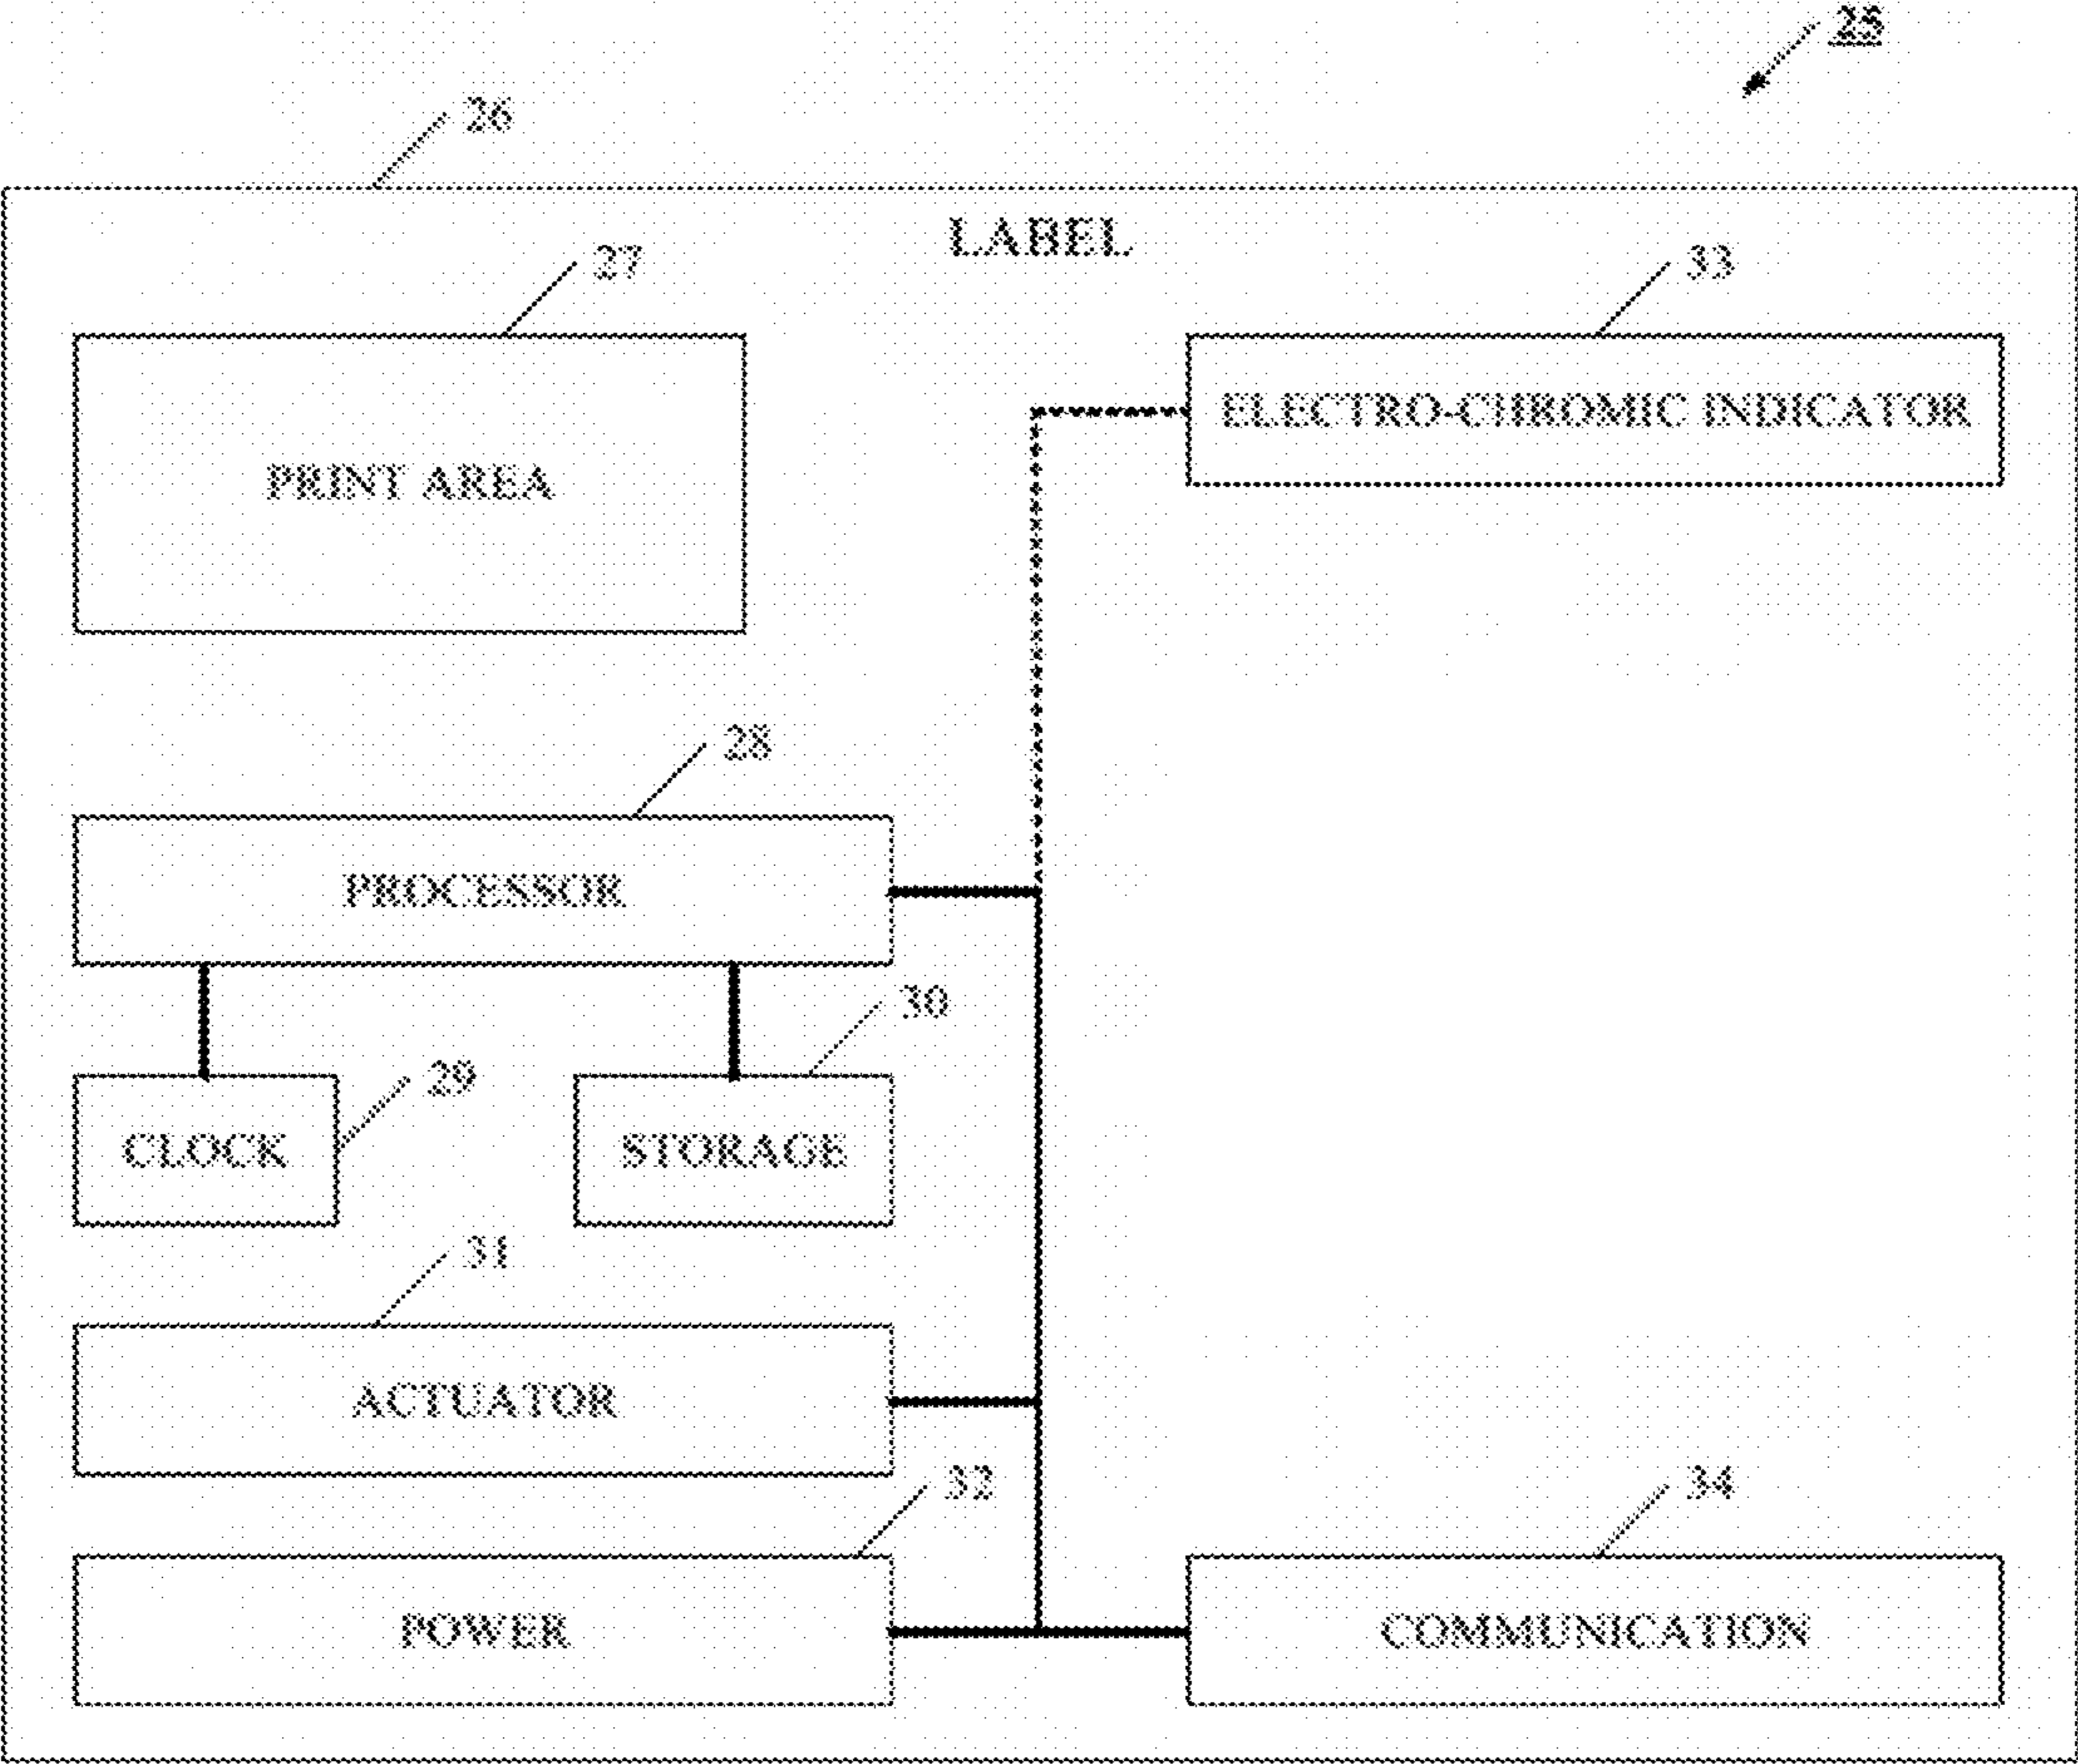 25
26
LABEL
27
33
PRINT AREA
ELECTRO-CHROMIC INDICATOR
28
PROCESSOR
30
29
CLOCK
STORAGE
31
ACTUATOR
32
34
POWER
COMMUNICATION